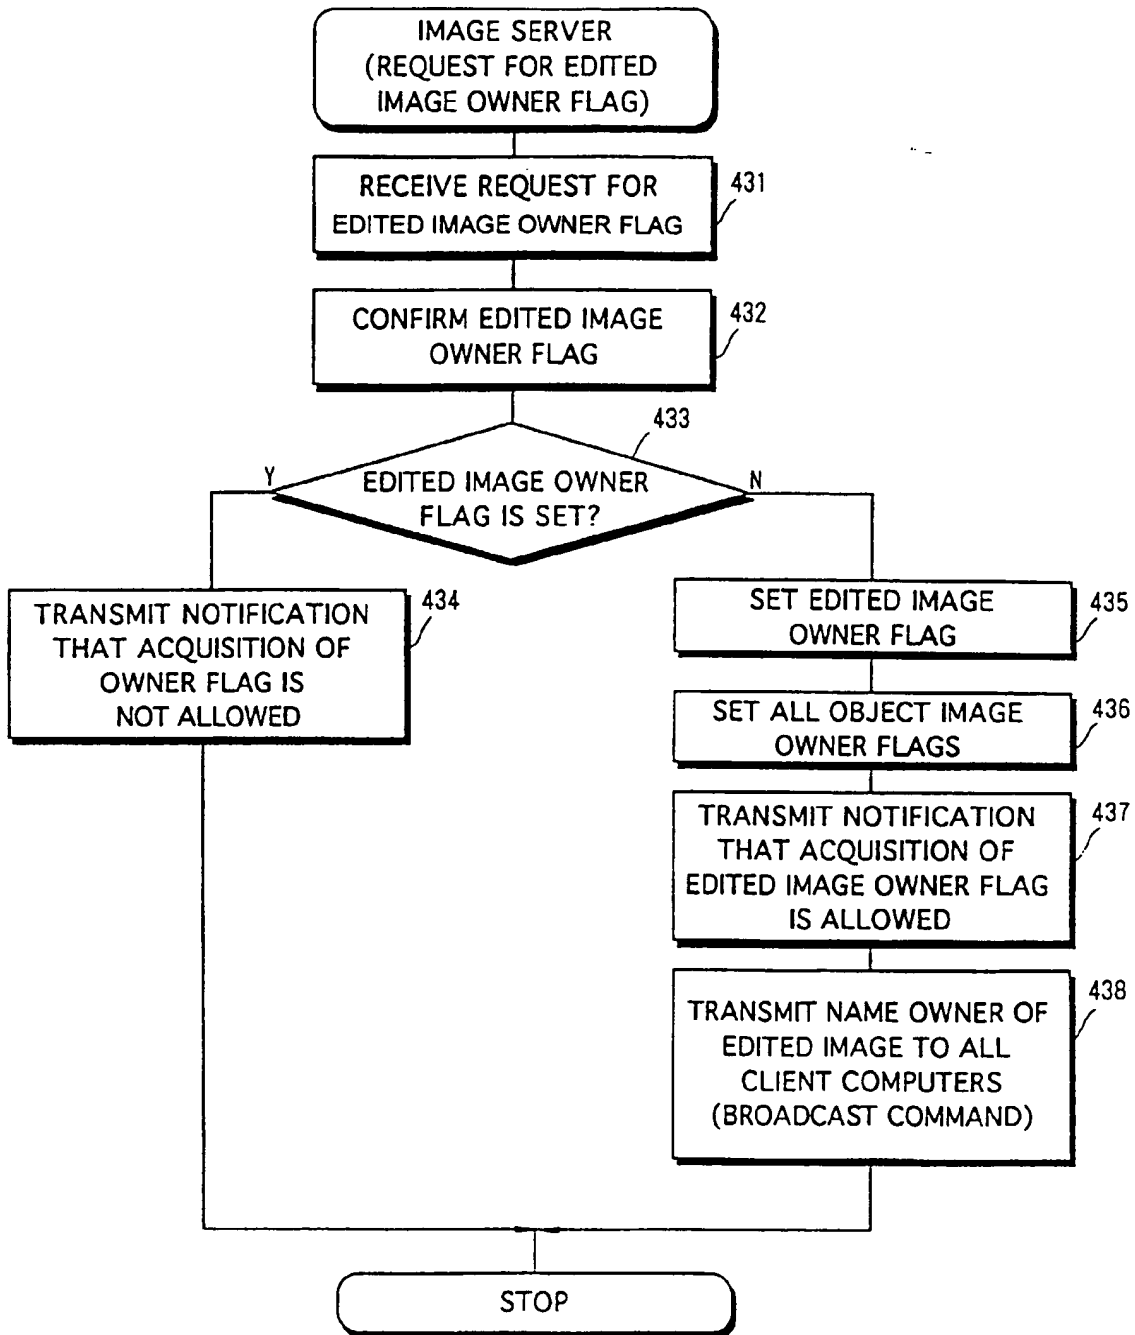 IMAGE SERVER
(REQUEST FOR EDITED
IMAGE OWNER FLAG)
RECEIVE REQUEST FOR
EDITED IMAGE OWNER FLAG
431
CONFIRM EDITED IMAGE
OWNER FLAG
432
433
EDITED IMAGE OWNER
FLAG IS SET?
Y
N
TRANSMIT NOTIFICATION
THAT ACQUISITION OF
OWNER FLAG IS
NOT ALLOWED
434
SET EDITED IMAGE
OWNER FLAG
435
SET ALL OBJECT IMAGE
OWNER FLAGS
436
TRANSMIT NOTIFICATION
THAT ACQUISITION OF
EDITED IMAGE OWNER FLAG
IS ALLOWED
437
TRANSMIT NAME OWNER OF
EDITED IMAGE TO ALL
CLIENT COMPUTERS
(BROADCAST COMMAND)
438
STOP